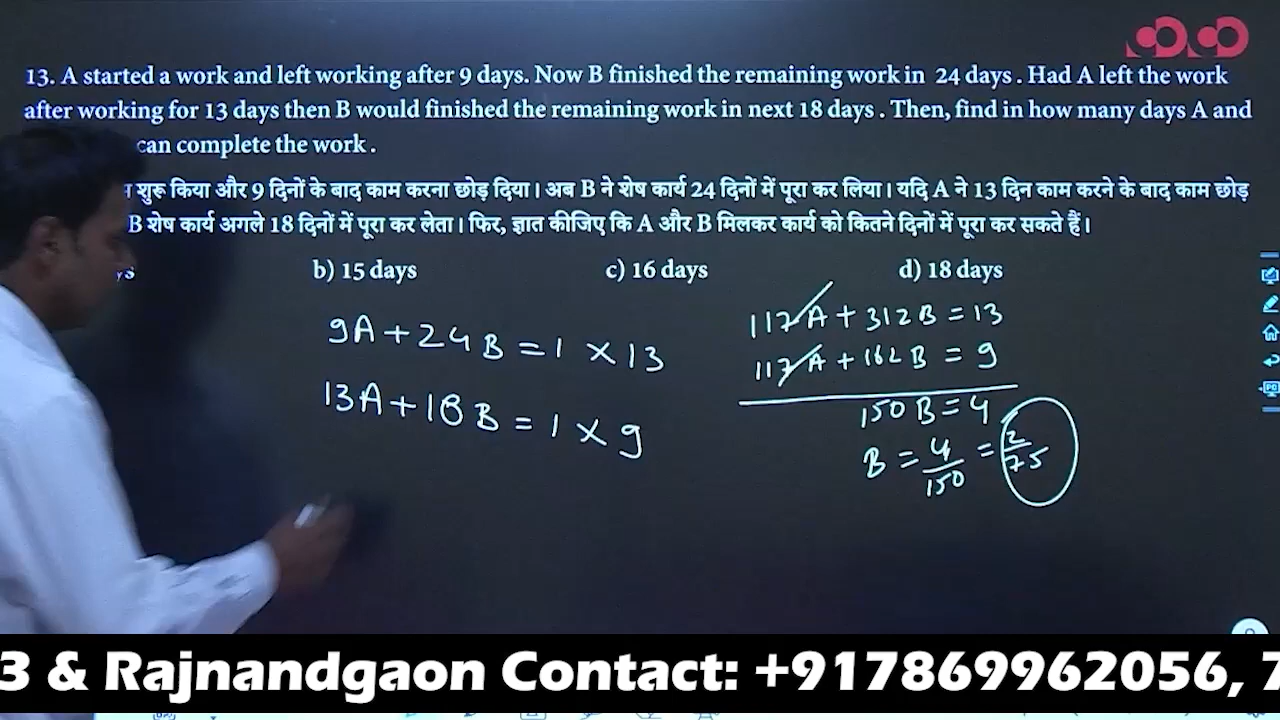 13. A started a work and left working after 9 days. Now B finished the remaining work in 24 days . Had A left the work
after working for 13 days then B would finished the remaining work in next 18 days . Then, find in how many days A and
can complete the work .
शुरू किया और 9 दिनों के बाद काम करना छोड़ दिया । अब B ने शेष कार्य 24 दिनों में पूरा कर लिया । यदि A ने 13 दिन काम करने के बाद काम छोड़
B शेष कार्य अगले 18 दिनों में पूरा कर लेता । फिर, ज्ञात कीजिए कि A और B मिलकर कार्य को कितने दिनों में पूरा कर सकते हैं ।
b) 15 days c) 16 days d) 18 days
9A + 24B = 1 × 13
13A + 18B = 1 × 9
117A + 312B = 13
117A + 162B = 9
150B = 4
B = 4/150 = 2/75
3 & Rajnandgaon Contact: +917869962056, 7